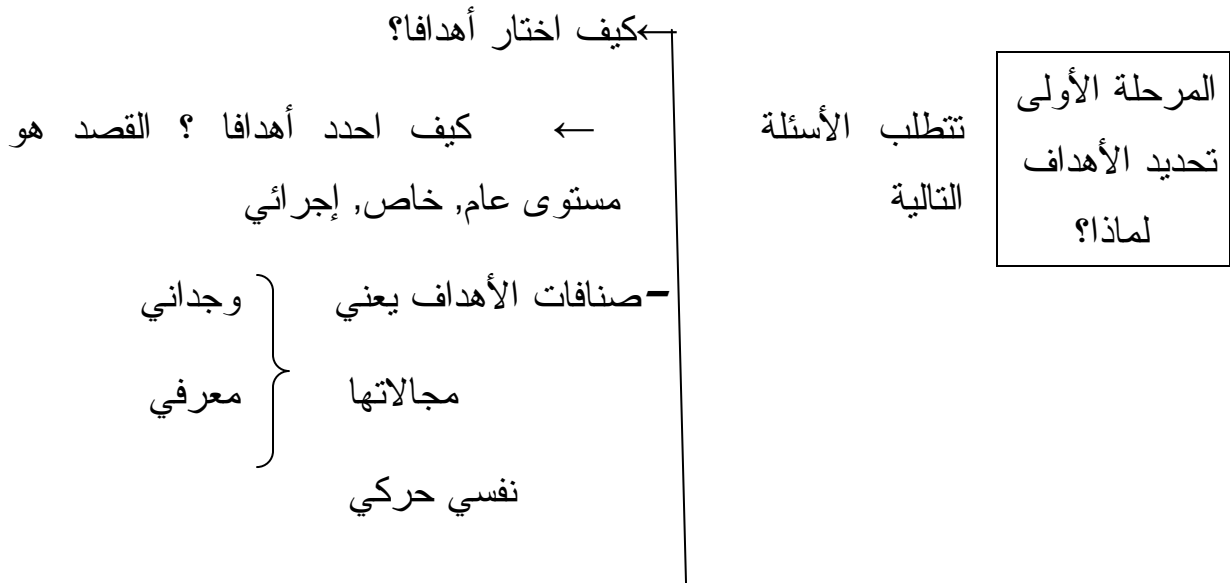 ←كيف اختار أهدافا؟
المرحلة الأولى
تحديد الأهداف
لماذا؟
تتطلب الأسئلة
التالية
← كيف احدد أهدافا ؟ القصد هو
مستوى عام, خاص, إجرائي
-صنافات الأهداف يعني
مجالاتها
وجداني
معرفي
نفسي حركي